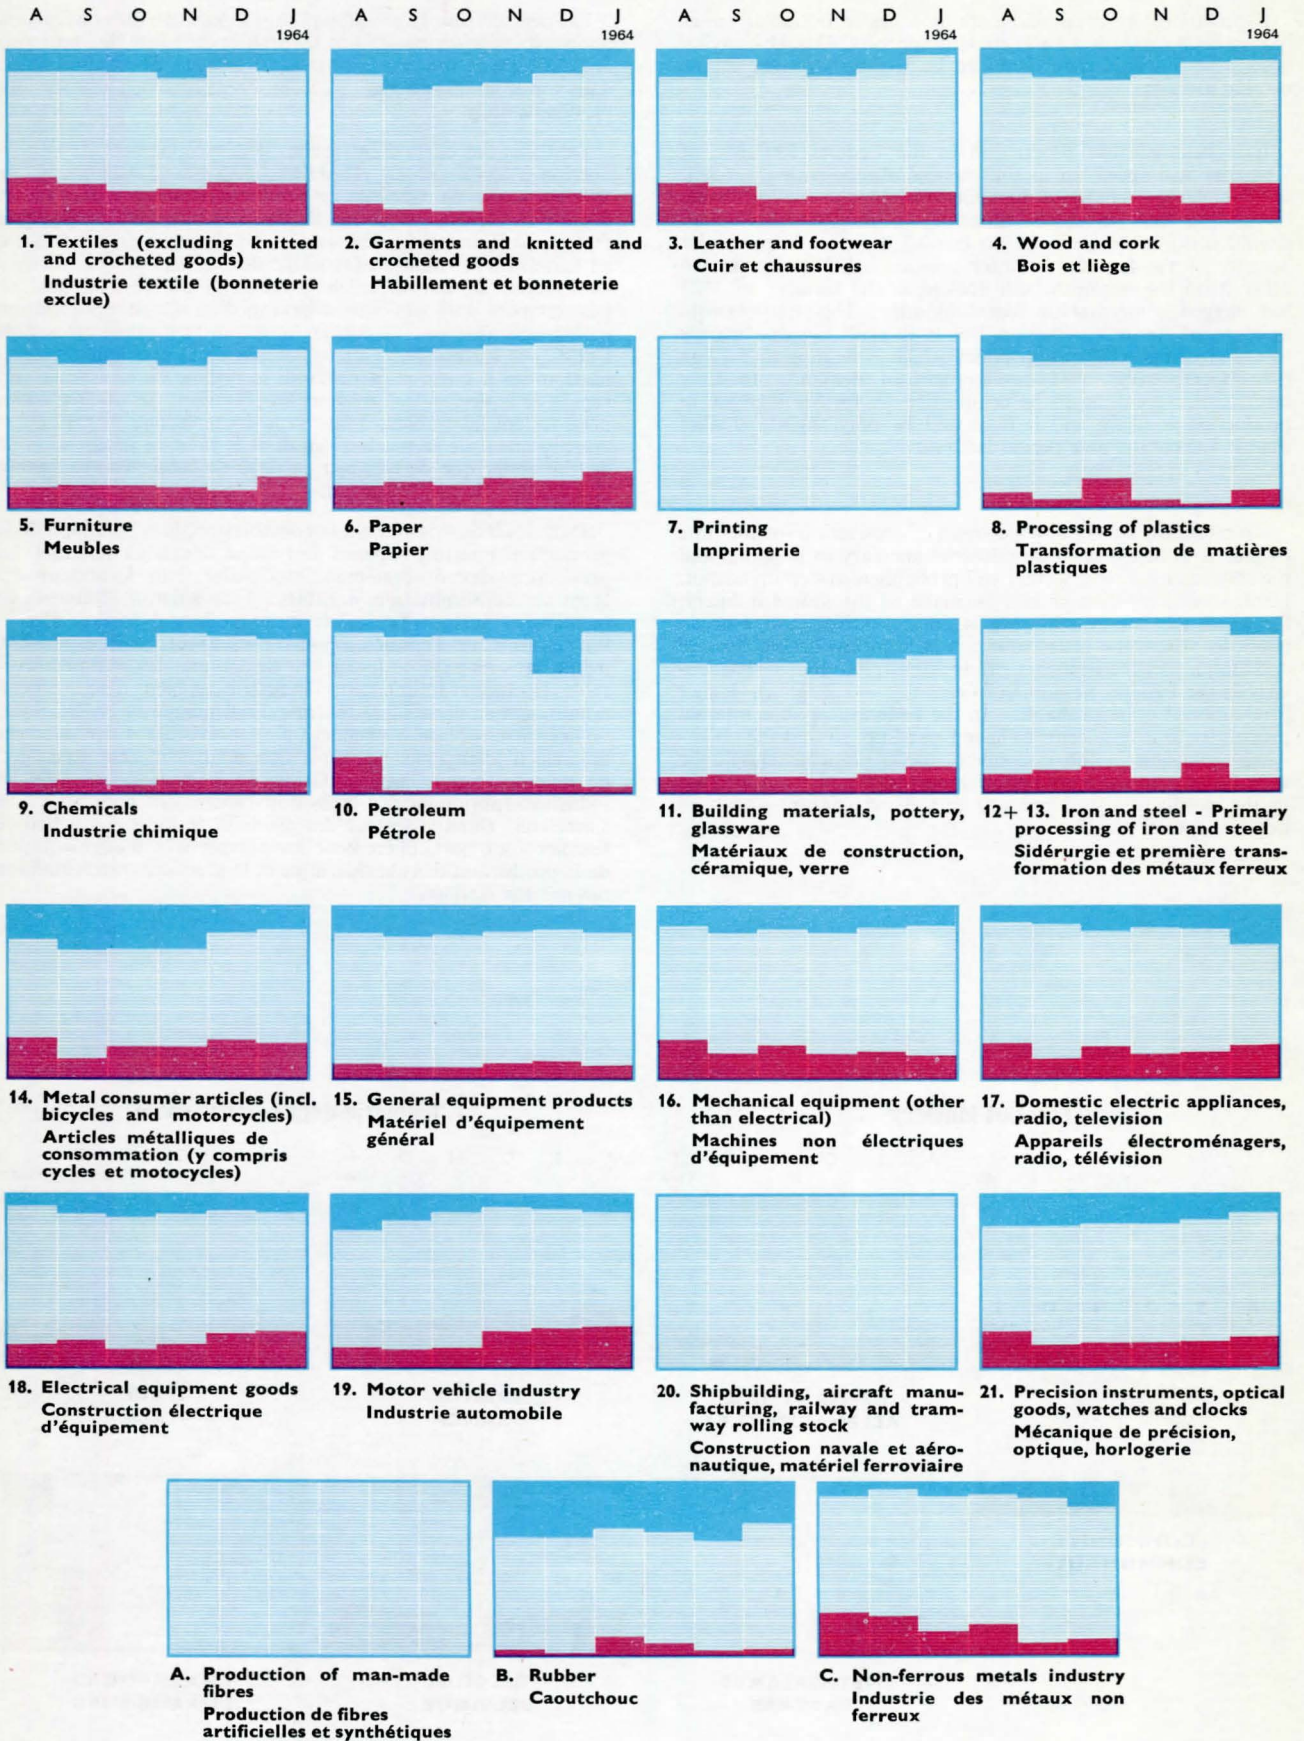 A S O N D J
1964
A S O N D J
1964
A S O N D J
1964
A S O N D J
1964
1. Textiles (excluding knitted
and crocheted goods)
Industrie textile (bonneterie
exclue)
2. Garments and knitted and
crocheted goods
Habillement et bonneterie
3. Leather and footwear
Cuir et chaussures
4. Wood and cork
Bois et liège
5. Furniture
Meubles
6. Paper
Papier
7. Printing
Imprimerie
8. Processing of plastics
Transformation de matières
plastiques
9. Chemicals
Industrie chimique
10. Petroleum
Pétrole
11. Building materials, pottery,
glassware
Matériaux de construction,
céramique, verre
12+ 13. Iron and steel - Primary
processing of iron and steel
Sidérurgie et première trans-
formation des métaux ferreux
14. Metal consumer articles (incl.
bicycles and motorcycles)
Articles métalliques de
consommation (y compris
cycles et motocycles)
15. General equipment products
Matériel d'équipement
général
16. Mechanical equipment (other
than electrical)
Machines non électriques
d'équipement
17. Domestic electric appliances,
radio, television
Appareils électroménagers,
radio, télévision
18. Electrical equipment goods
Construction électrique
d'équipement
19. Motor vehicle industry
Industrie automobile
20. Shipbuilding, aircraft manu-
facturing, railway and tram-
way rolling stock
Construction navale et aéro-
nautique, matériel ferroviaire
21. Precision instruments, optical
goods, watches and clocks
Mécanique de précision,
optique, horlogerie
A. Production of man-made
fibres
Production de fibres
artificielles et synthétiques
B. Rubber
Caoutchouc
C. Non-ferrous metals industry
Industrie des métaux non
ferreux